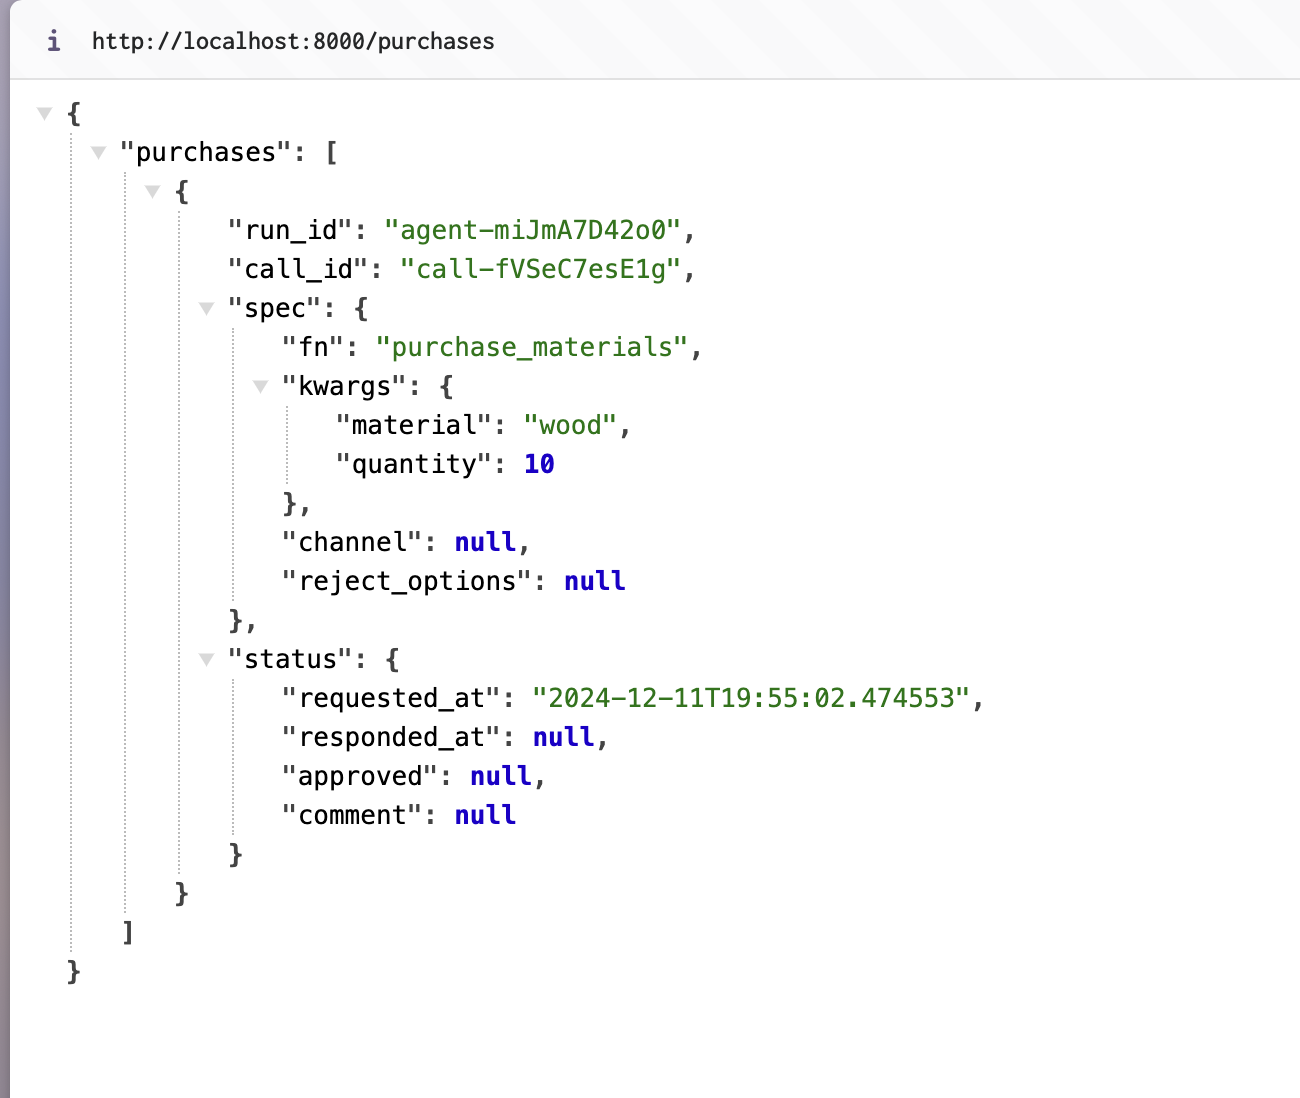 i http://localhost:8000/purchases
{
"purchases": [
{
"run_id": "agent-miJmA7D42o0",
"call_id": "call-fVSeC7esE1g",
"spec": {
"fn": "purchase_materials",
"kwargs": {
"material": "wood",
"quantity": 10
},
"channel": null,
"reject_options": null
},
"status": {
"requested_at": "2024-12-11T19:55:02.474553",
"responded_at": null,
"approved": null,
"comment": null
}
}
]
}